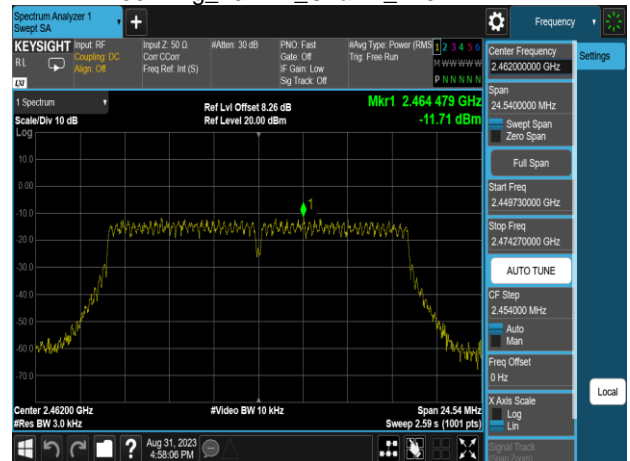 Spectrum Analyzer 1
Swept SA
Frequency
KEYSIGHT
RL
LXI
Input: RF
Coupling: DC
Align: Off
Input Z: 50 Ω
Corr CCorr
Freq Ref: Int (S)
#Atten: 30 dB
PNO: Fast
Gate: Off
IF Gain: Low
Sig Track: Off
#Avg Type: Power (RMS
Trig: Free Run
1 2 3 4 5 6
M W W W W W
P N N N N N
Center Frequency
2.462000000 GHz
Settings
Span
24.5400000 MHz
Swept Span
Zero Span
Full Span
Start Freq
2.449730000 GHz
Stop Freq
2.474270000 GHz
AUTO TUNE
CF Step
2.454000 MHz
Auto
Man
Freq Offset
0 Hz
X Axis Scale
Log
Lin
Signal Track
(Span Zoom)
Local
1 Spectrum
Scale/Div 10 dB
Log
Ref Lvl Offset 8.26 dB
Ref Level 20.00 dBm
Mkr1 2.464 479 GHz
-11.71 dBm
10.0
0.00
-10.0
-20.0
-30.0
-40.0
-50.0
-60.0
-70.0
1
Center 2.46200 GHz
#Res BW 3.0 kHz
#Video BW 10 kHz
Span 24.54 MHz
Sweep 2.59 s (1001 pts)
Aug 31, 2023
4:58:06 PM